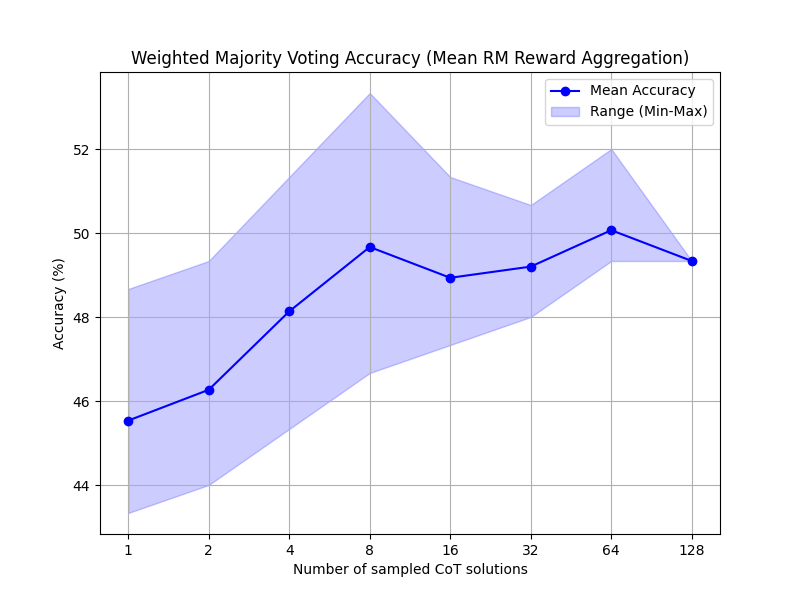 Weighted Majority Voting Accuracy (Mean RM Reward Aggregation)
Mean Accuracy
Range (Min-Max)
Accuracy (%)
52
50
48
46
44
1 2 4 8 16 32 64 128
Number of sampled CoT solutions